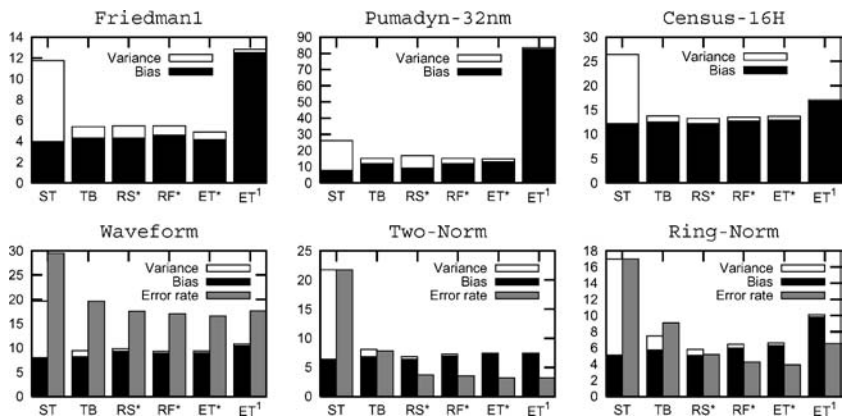 Friedman1
14
12
10
8
6
4
2
0
Variance
Bias
ST TB RS* RF* ET* ET¹
Pumadyn-32nm
90
80
70
60
50
40
30
20
10
0
Variance
Bias
ST TB RS* RF* ET* ET¹
Census-16H
30
25
20
15
10
5
0
Variance
Bias
ST TB RS* RF* ET* ET¹
Waveform
30
25
20
15
10
5
0
Variance
Bias
Error rate
ST TB RS* RF* ET* ET¹
Two-Norm
25
20
15
10
5
0
Variance
Bias
Error rate
ST TB RS* RF* ET* ET¹
Ring-Norm
18
16
14
12
10
8
6
4
2
0
Variance
Bias
Error rate
ST TB RS* RF* ET* ET¹